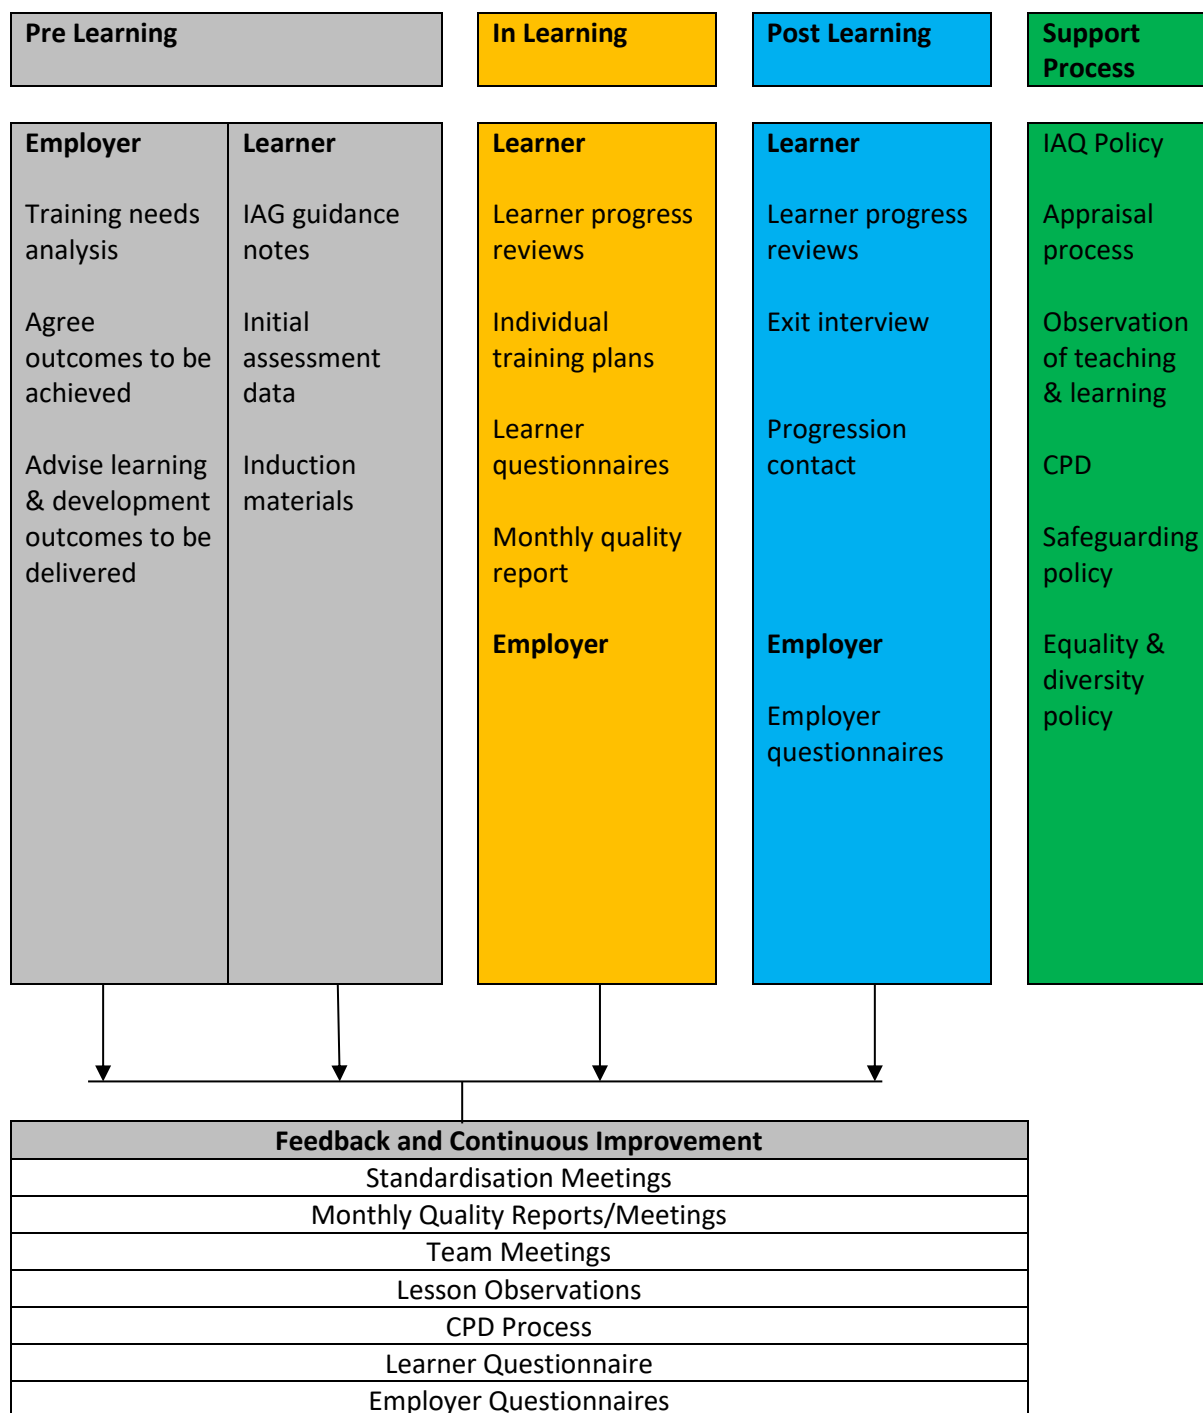 Pre Learning
In Learning
Post Learning
Support
Process
Employer
Training needs
analysis
Agree
outcomes to be
achieved
Advise learning
& development
outcomes to be
delivered
Learner
IAG guidance
notes
Initial
assessment
data
Induction
materials
Learner
Learner progress
reviews
Individual
training plans
Learner
questionnaires
Monthly quality
report
Employer
Learner
Learner progress
reviews
Exit interview
Progression
contact
Employer
Employer
questionnaires
IAQ Policy
Appraisal
process
Observation
of teaching
& learning
CPD
Safeguarding
policy
Equality &
diversity
policy
Feedback and Continuous Improvement
Standardisation Meetings
Monthly Quality Reports/Meetings
Team Meetings
Lesson Observations
CPD Process
Learner Questionnaire
Employer Questionnaires